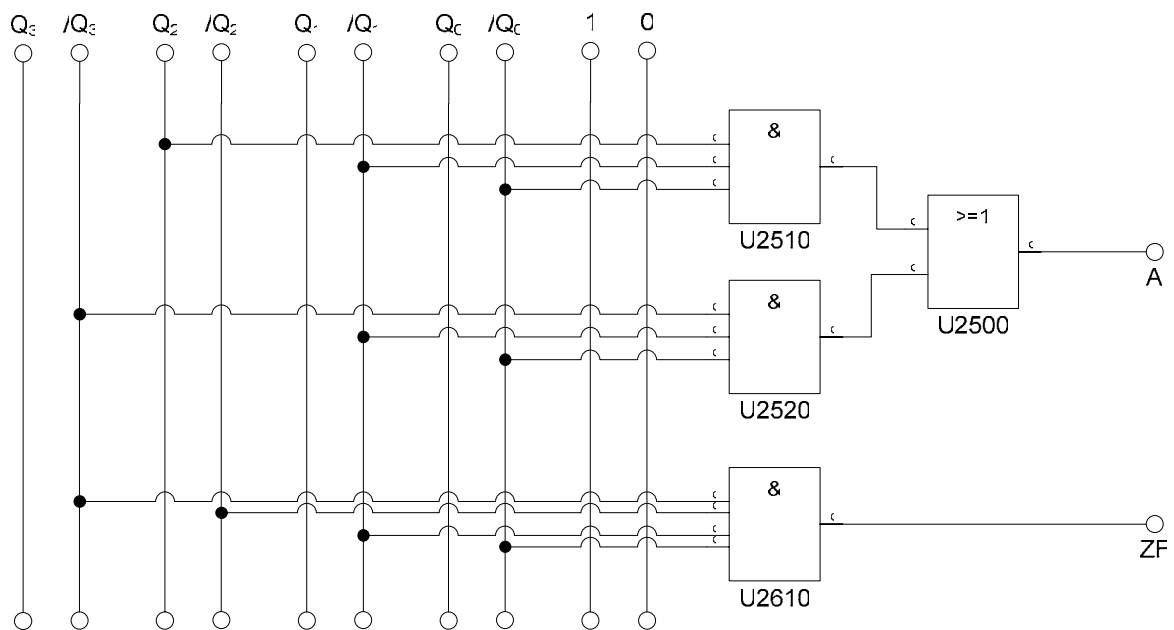 Q₃ /Q₃ Q₂ /Q₂ Q₁ /Q₁ Q₀ /Q₀ 1 0
&
U2510
>=1
U2500
A
&
U2520
&
U2610
ZF